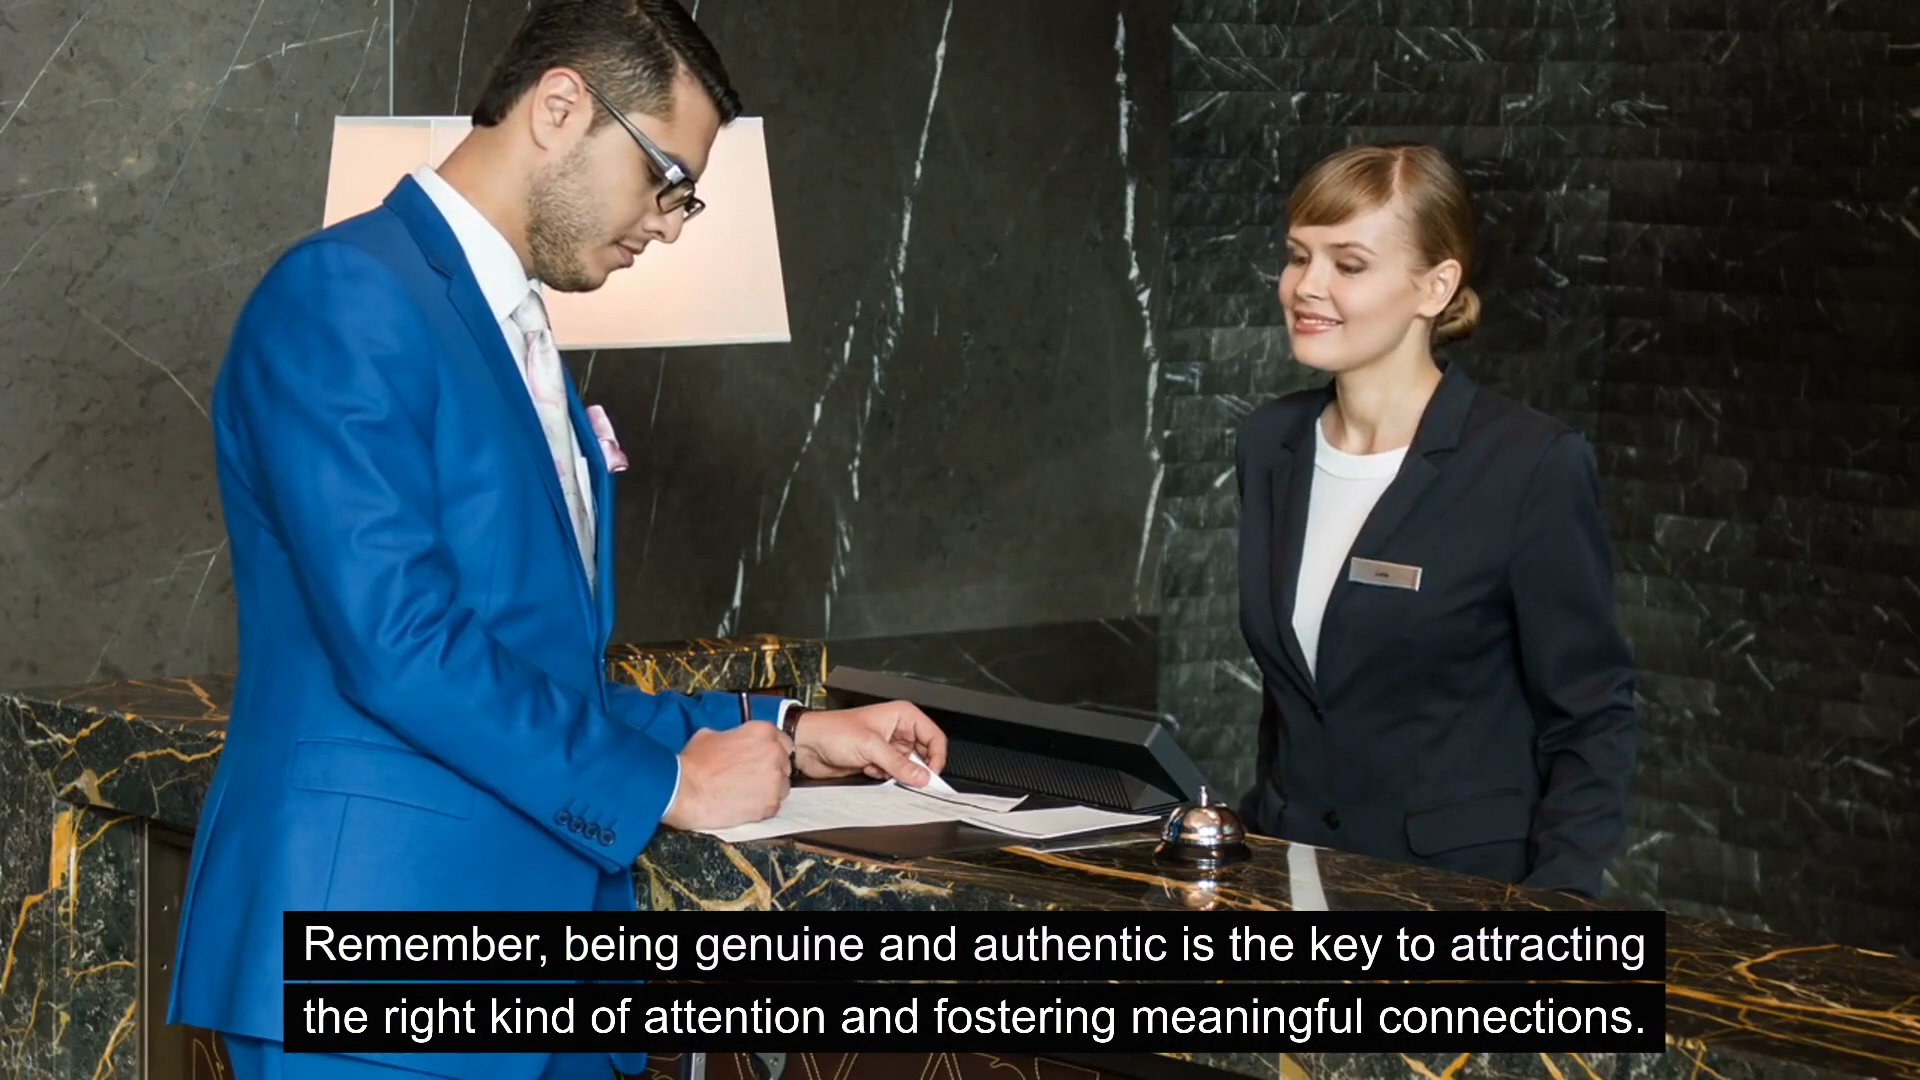 Remember, being genuine and authentic is the key to attracting
the right kind of attention and fostering meaningful connections.